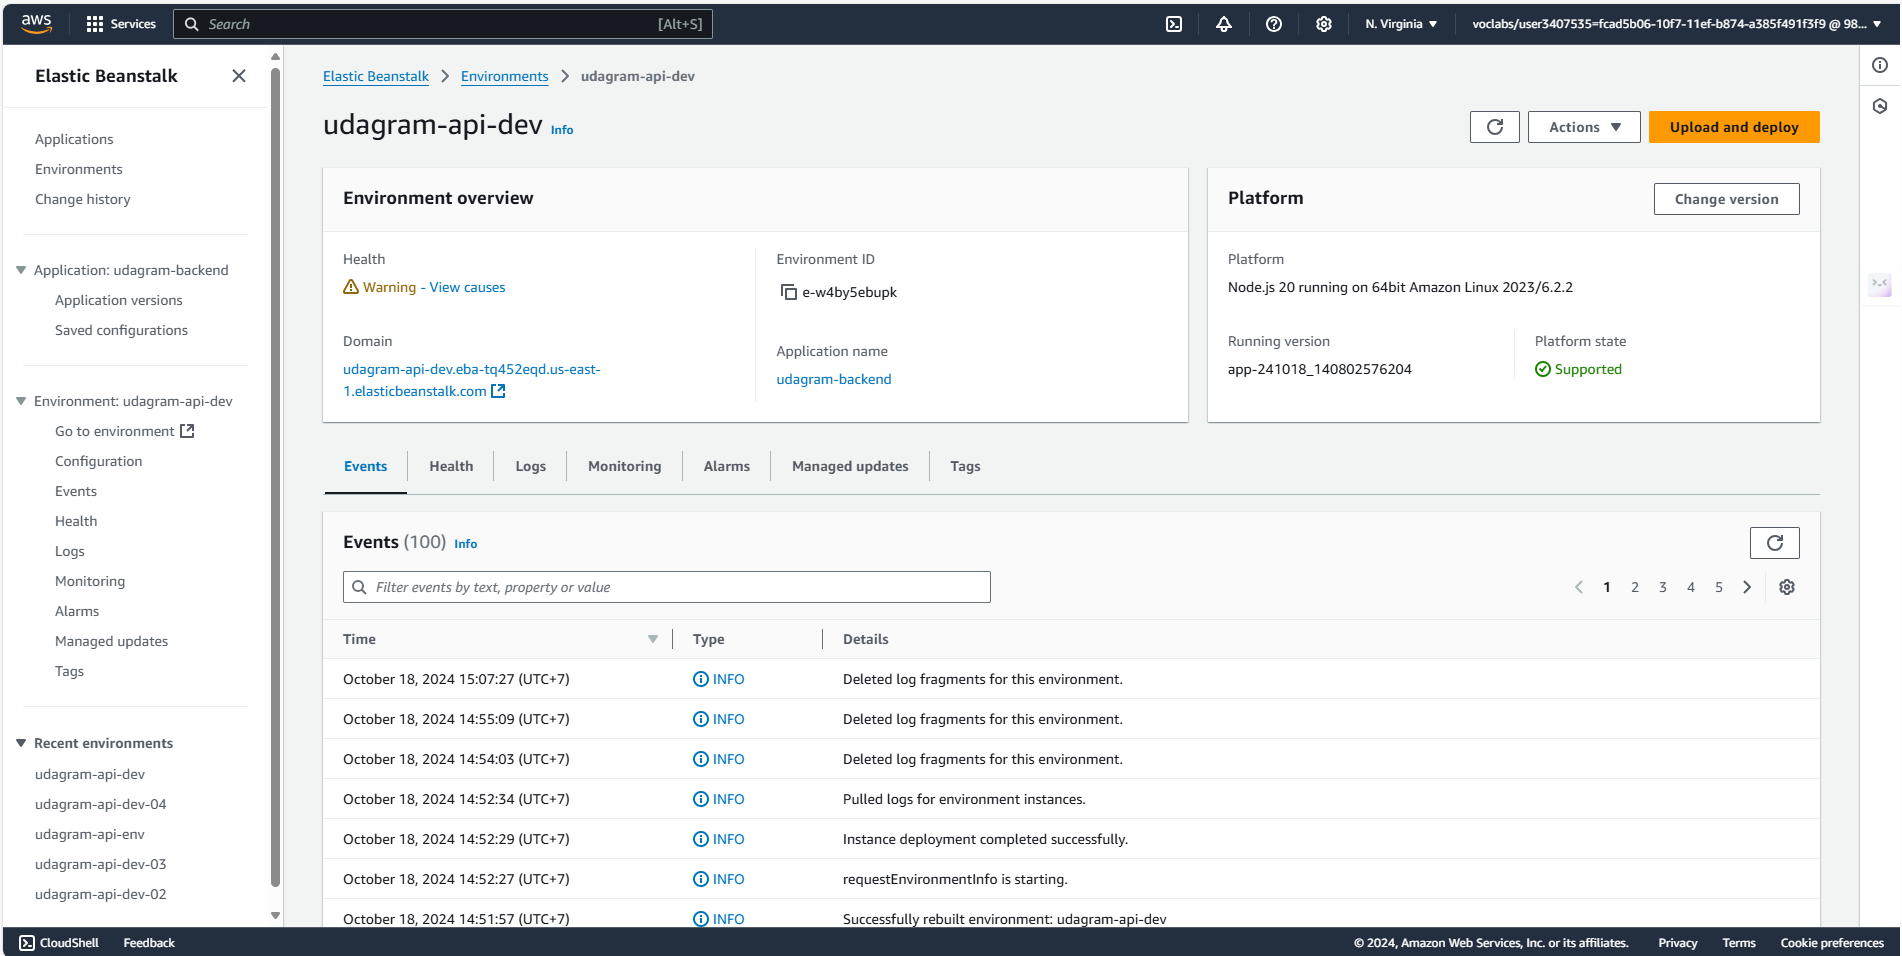 aws
Services
Search [Alt+S]
N. Virginia
voclabs/user3407535=fcad5b06-10f7-11ef-b874-a385f491f3f9 @ 98...
Elastic Beanstalk
Applications
Environments
Change history
Application: udagram-backend
Application versions
Saved configurations
Environment: udagram-api-dev
Go to environment
Configuration
Events
Health
Logs
Monitoring
Alarms
Managed updates
Tags
Recent environments
udagram-api-dev
udagram-api-dev-04
udagram-api-env
udagram-api-dev-03
udagram-api-dev-02
Elastic Beanstalk > Environments > udagram-api-dev
udagram-api-dev Info
Actions
Upload and deploy
Environment overview
Health
Warning - View causes
Domain
udagram-api-dev.eba-tq452eqd.us-east-
1.elasticbeanstalk.com
Environment ID
e-w4by5ebupk
Application name
udagram-backend
Platform
Change version
Platform
Node.js 20 running on 64bit Amazon Linux 2023/6.2.2
Running version
app-241018_140802576204
Platform state
Supported
Events Health Logs Monitoring Alarms Managed updates Tags
Events (100) Info
Filter events by text, property or value
1 2 3 4 5
Time Type Details
October 18, 2024 15:07:27 (UTC+7) INFO Deleted log fragments for this environment.
October 18, 2024 14:55:09 (UTC+7) INFO Deleted log fragments for this environment.
October 18, 2024 14:54:03 (UTC+7) INFO Deleted log fragments for this environment.
October 18, 2024 14:52:34 (UTC+7) INFO Pulled logs for environment instances.
October 18, 2024 14:52:29 (UTC+7) INFO Instance deployment completed successfully.
October 18, 2024 14:52:27 (UTC+7) INFO requestEnvironmentInfo is starting.
October 18, 2024 14:51:57 (UTC+7) INFO Successfully rebuilt environment: udagram-api-dev
CloudShell Feedback
© 2024, Amazon Web Services, Inc. or its affiliates. Privacy Terms Cookie preferences